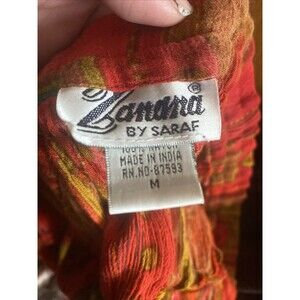 Zanana®
BY SARAF
100% RAYON
MADE IN INDIA
RN.NO-87593
M